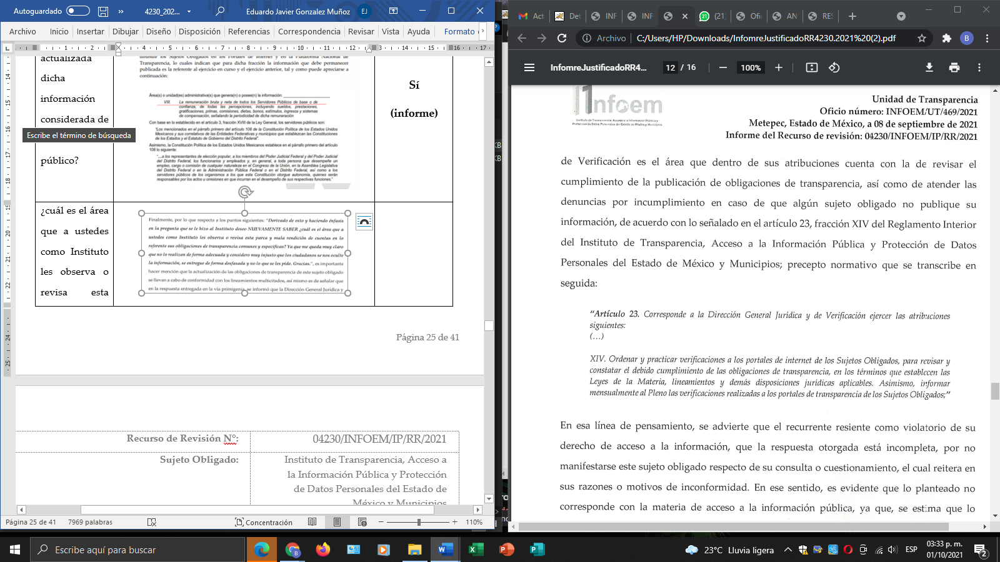 Autoguardado
4230_202...
Eduardo Javier Gonzalez Muñoz
EJ
Archivo Inicio Insertar Dibujar Diseño Disposición Referencias Correspondencia Revisar Vista Ayuda Formato
actualizada
dicha
información
considerada de
Escribe el término de búsqueda
público?
Transparencia, lo cuales indican que para dicha fracción la información que debe permanecer
publicada es la referente al ejercicio en curso y el ejercicio anterior, tal y como puede apreciarse a
continuación:
Área(s) o unidad(es) administrativa(s) que genera(n) o posee(n) la información:
VIII. La remuneración bruta y neta de todos los Servidores Públicos de base o de
confianza, de todas las percepciones, incluyendo sueldos, prestaciones,
gratificaciones, primas, comisiones, dietas, bonos, estímulos, ingresos y sistemas
de compensación, señalando la periodicidad de dicha remuneración
Con base en lo establecido en el artículo 3, fracción XVIII de la Ley General, los servidores públicos son:
"Los mencionados en el párrafo primero del artículo 108 de la Constitución Política de los Estados Unidos
Mexicanos y sus correlativos de las Entidades Federativas y municipios que establezcan las Constituciones
de los Estados y el Estatuto de Gobierno del Distrito Federal".
Asimismo, la Constitución Política de los Estados Unidos Mexicanos establece en el párrafo primero del artículo
108 lo siguiente:
"...a los representantes de elección popular, a los miembros del Poder Judicial Federal y del Poder Judicial
del Distrito Federal, los funcionarios y empleados y, en general, a toda persona que desempeñe un
empleo, cargo o comisión de cualquier naturaleza en el Congreso de la Unión, en la Asamblea Legislativa
del Distrito Federal o en la Administración Pública Federal o en el Distrito Federal, así como a los
servidores públicos de los organismos a los que esta Constitución otorgue autonomía, quienes serán
responsables por los actos u omisiones en que incurran en el desempeño de sus respectivas funciones."
Sí
(informe)
¿cuál es el área
que a ustedes
como Instituto
les observa o
revisa esta
Finalmente, por lo que respecta a los puntos siguientes: "Derivado de esto y haciendo énfasis
en la pregunta que se le hizo al Instituto deseo NUEVAMENTE SABER ¿cuál es el área que a
ustedes como Instituto les observa o revisa esta parca y mala rendición de cuentas en lo
referente sus obligaciones de transparencia comunes y específicas? Ya que me queda muy claro
que no lo realizan de forma adecuada y considero muy injusto que los ciudadanos se nos oculte
la información, se entregue de forma desfasada y no lo que se les pide. Gracias.", es importante
hacer mención que la actualización de las obligaciones de transparencia de este sujeto obligado
se llevan a cabo de conformidad con los lineamientos multicitados, así mismo es de señalar que
en la respuesta entregada en la vía primigenia, se informó que la Dirección General Jurídica y
Página 25 de 41
Recurso de Revisión N°: 04230/INFOEM/IP/RR/2021
Sujeto Obligado: Instituto de Transparencia, Acceso a
la Información Pública y Protección
de Datos Personales del Estado de
México y Municipios
Página 25 de 41 7969 palabras Concentración 110%
Act Det INF INF (21) Ofi AN RES
Archivo C:/Users/HP/Downloads/InfomreJustificadoRR4230.2021%20(2).pdf B
InfomreJustificadoRR4... 12 / 16 100%
Infoem
Instituto de Transparencia, Acceso a la Información Pública y
Protección de Datos Personales del Estado de México y Municipios
Unidad de Transparencia
Oficio número: INFOEM/UT/469/2021
Metepec, Estado de México, a 08 de septiembre de 2021
Informe del Recurso de revisión: 04230/INFOEM/IP/RR/2021
de Verificación es el área que dentro de sus atribuciones cuenta con la de revisar el
cumplimiento de la publicación de obligaciones de transparencia, así como de atender las
denuncias por incumplimiento en caso de que algún sujeto obligado no publique su
información, de acuerdo con lo señalado en el artículo 23, fracción XIV del Reglamento Interior
del Instituto de Transparencia, Acceso a la Información Pública y Protección de Datos
Personales del Estado de México y Municipios; precepto normativo que se transcribe en
seguida:
"Artículo 23. Corresponde a la Dirección General Jurídica y de Verificación ejercer las atribuciones
siguientes:
(...)
XIV. Ordenar y practicar verificaciones a los portales de internet de los Sujetos Obligados, para revisar y
constatar el debido cumplimiento de las obligaciones de transparencia, en los términos que establecen las
Leyes de la Materia, lineamientos y demás disposiciones jurídicas aplicables. Asimismo, informar
mensualmente al Pleno las verificaciones realizadas a los portales de transparencia de los Sujetos Obligados;"
En esa línea de pensamiento, se advierte que el recurrente resiente como violatorio de su
derecho de acceso a la información, que la respuesta otorgada está incompleta, por no
manifestarse este sujeto obligado respecto de su consulta o cuestionamiento, el cual reitera en
sus razones o motivos de inconformidad. En ese sentido, es evidente que lo planteado no
corresponde con la materia de acceso a la información pública, ya que, se estima que lo
Escribe aquí para buscar
23°C Lluvia ligera
ESP
03:33 p. m.
01/10/2021
2